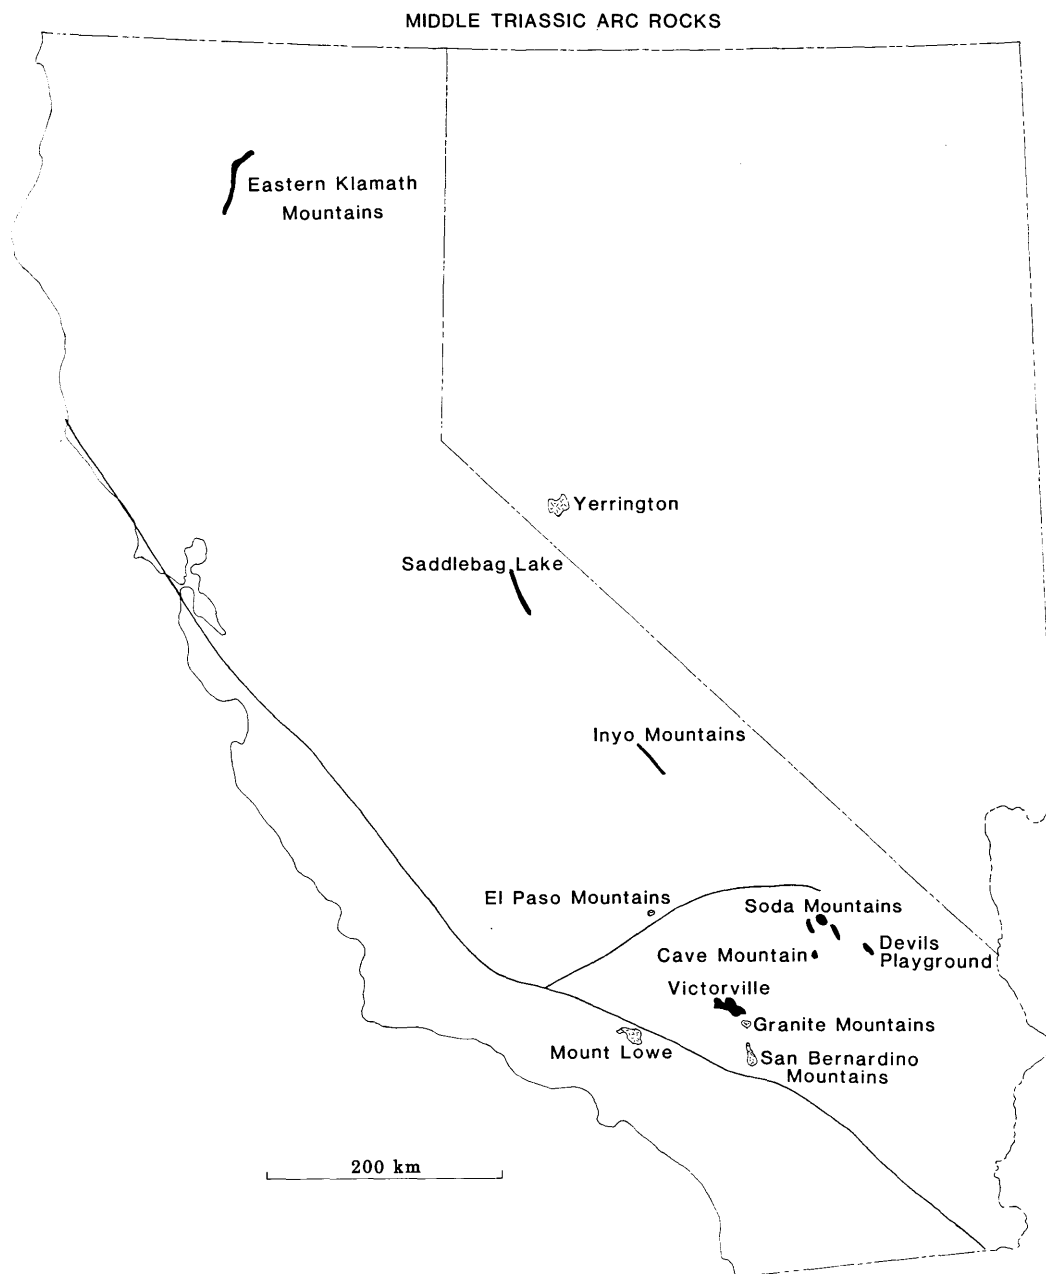 MIDDLE TRIASSIC ARC ROCKS
Eastern Klamath
Mountains
Yerrington
Saddlebag Lake
Inyo Mountains
El Paso Mountains
Soda Mountains
Devils
Playground
Cave Mountain
Victorville
Granite Mountains
Mount Lowe
San Bernardino
Mountains
200 km